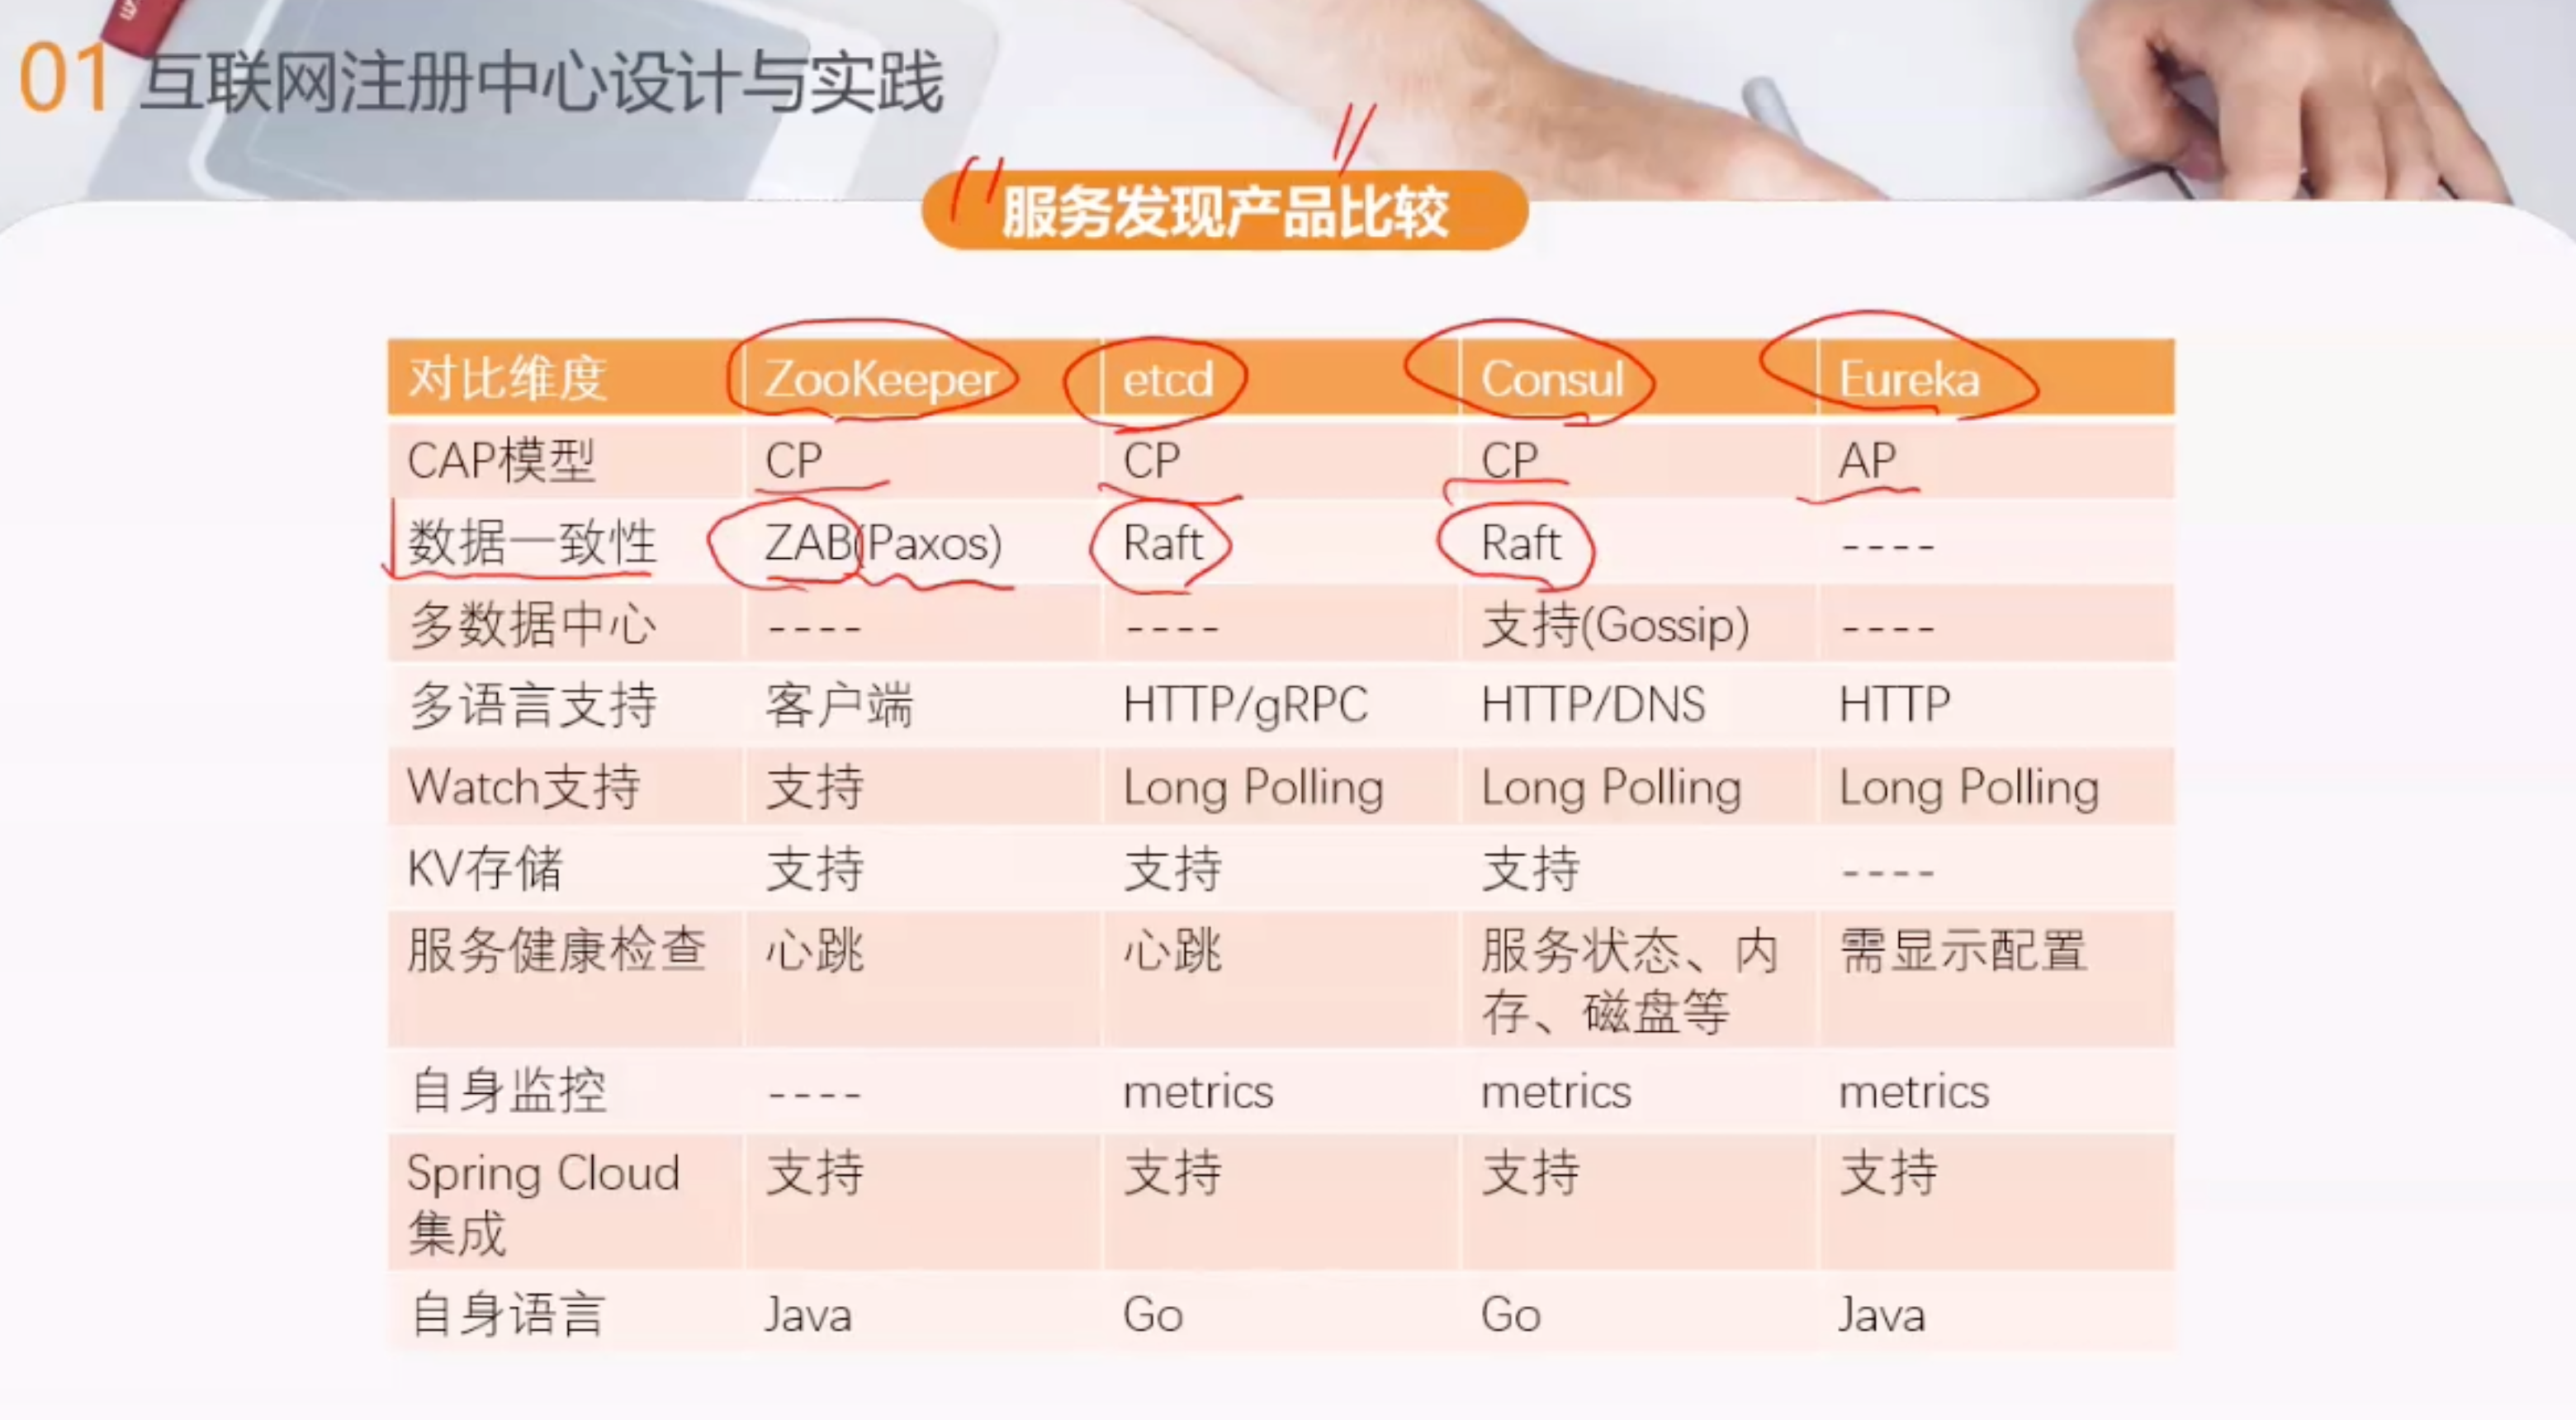 01 互联网注册中心设计与实践
服务发现产品比较
对比维度 ZooKeeper etcd Consul Eureka
CAP模型 CP CP CP AP
数据一致性 ZAB(Paxos) Raft Raft ----
多数据中心 ---- ---- 支持(Gossip) ----
多语言支持 客户端 HTTP/gRPC HTTP/DNS HTTP
Watch支持 支持 Long Polling Long Polling Long Polling
KV存储 支持 支持 支持 ----
服务健康检查 心跳 心跳 服务状态、内 需显示配置
存、磁盘等
自身监控 ---- metrics metrics metrics
Spring Cloud 支持 支持 支持 支持
集成
自身语言 Java Go Go Java